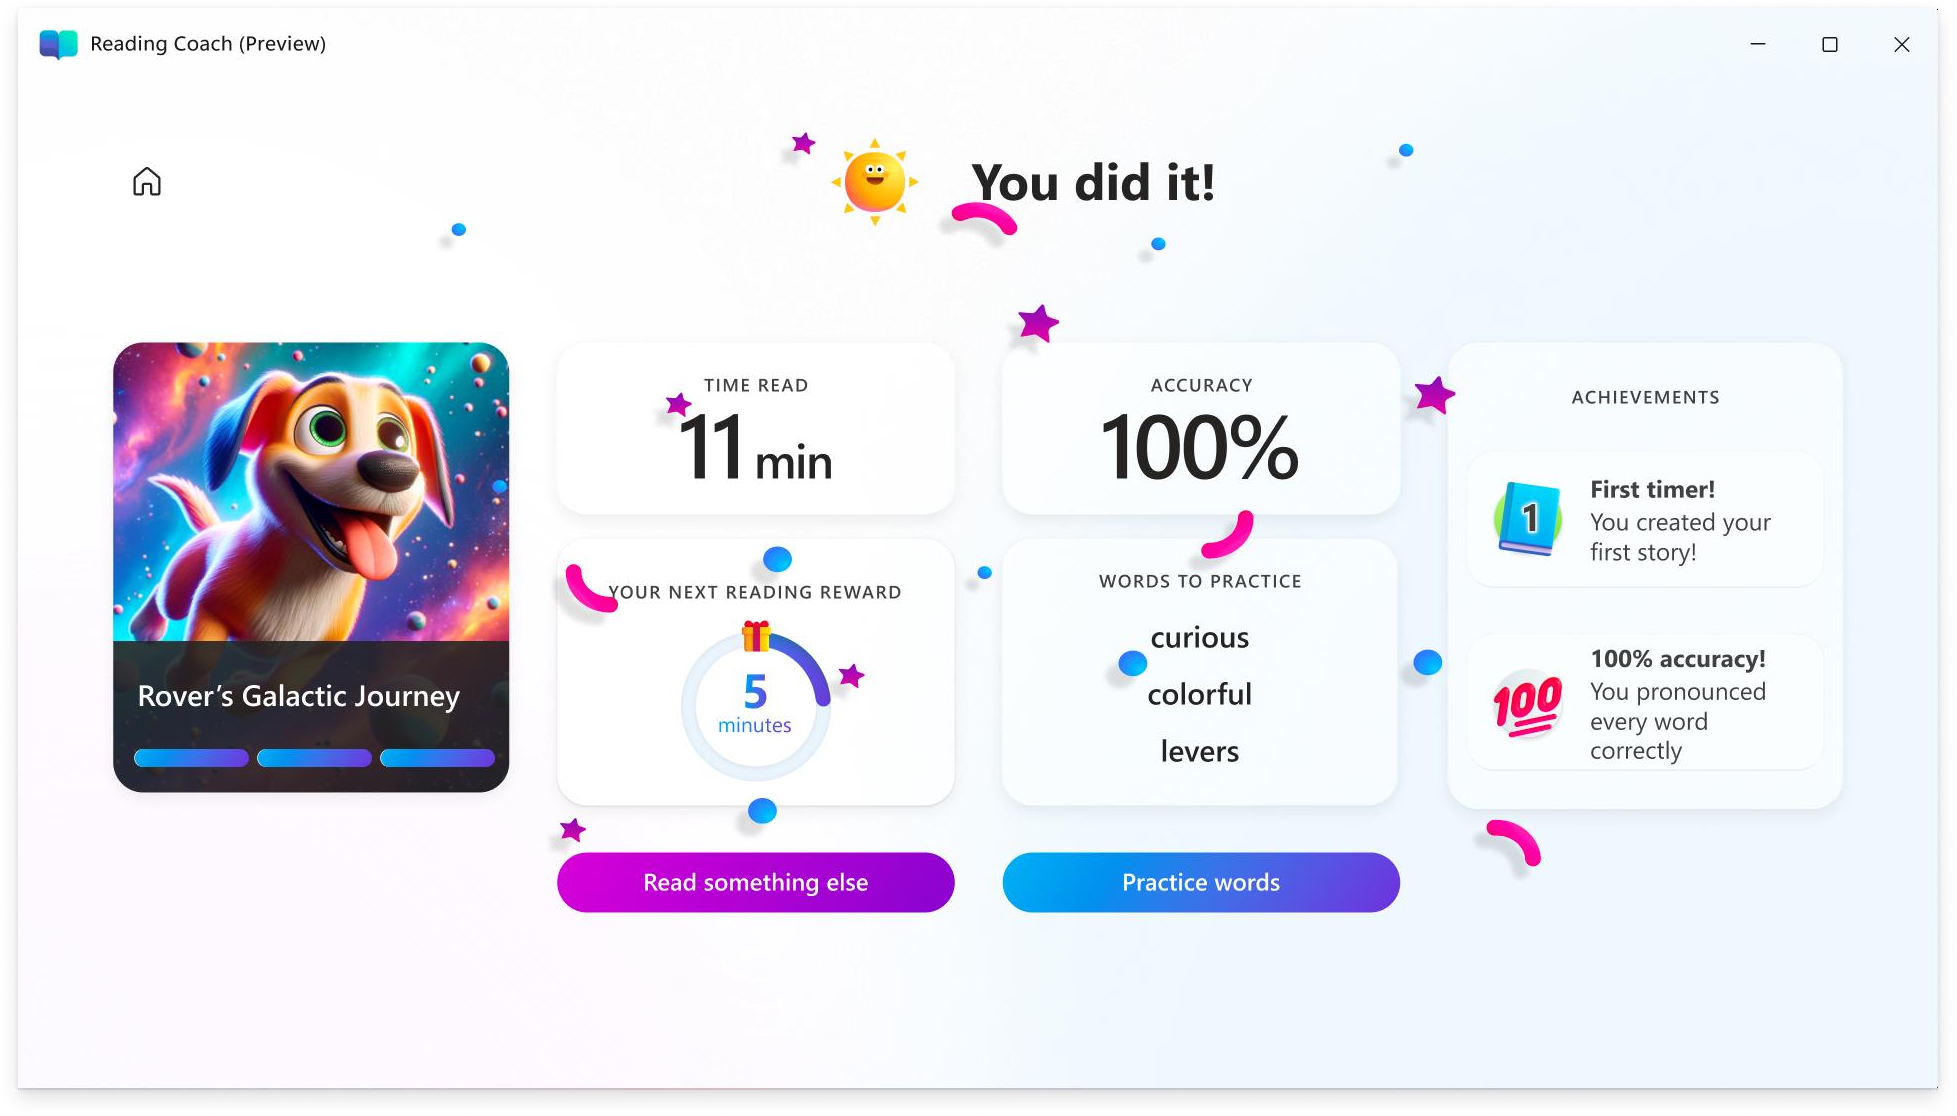 Reading Coach (Preview)
You did it!
Rover’s Galactic Journey
TIME READ
11 min
YOUR NEXT READING REWARD
5
minutes
ACCURACY
100%
WORDS TO PRACTICE
curious
colorful
levers
ACHIEVEMENTS
1
First timer!
You created your
first story!
100
100% accuracy!
You pronounced
every word
correctly
Read something else
Practice words